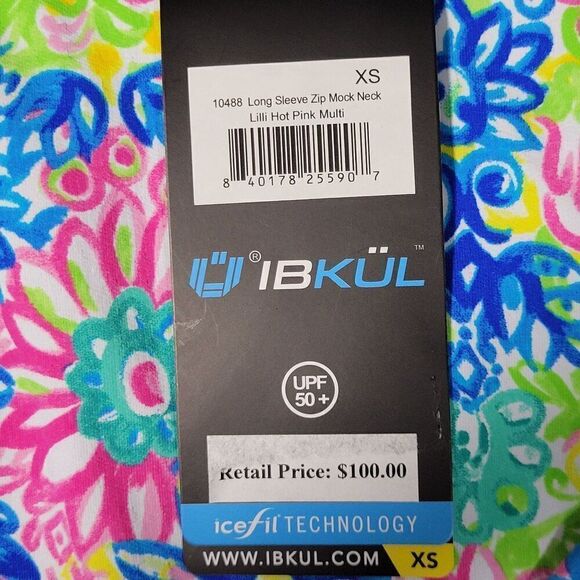 XS
10488 Long Sleeve Zip Mock Neck
Lilli Hot Pink Multi
8 40178 25590 7
® IBKÜL ™
UPF
50+
Retail Price: $100.00
icefil TECHNOLOGY
WWW.IBKUL.COM XS